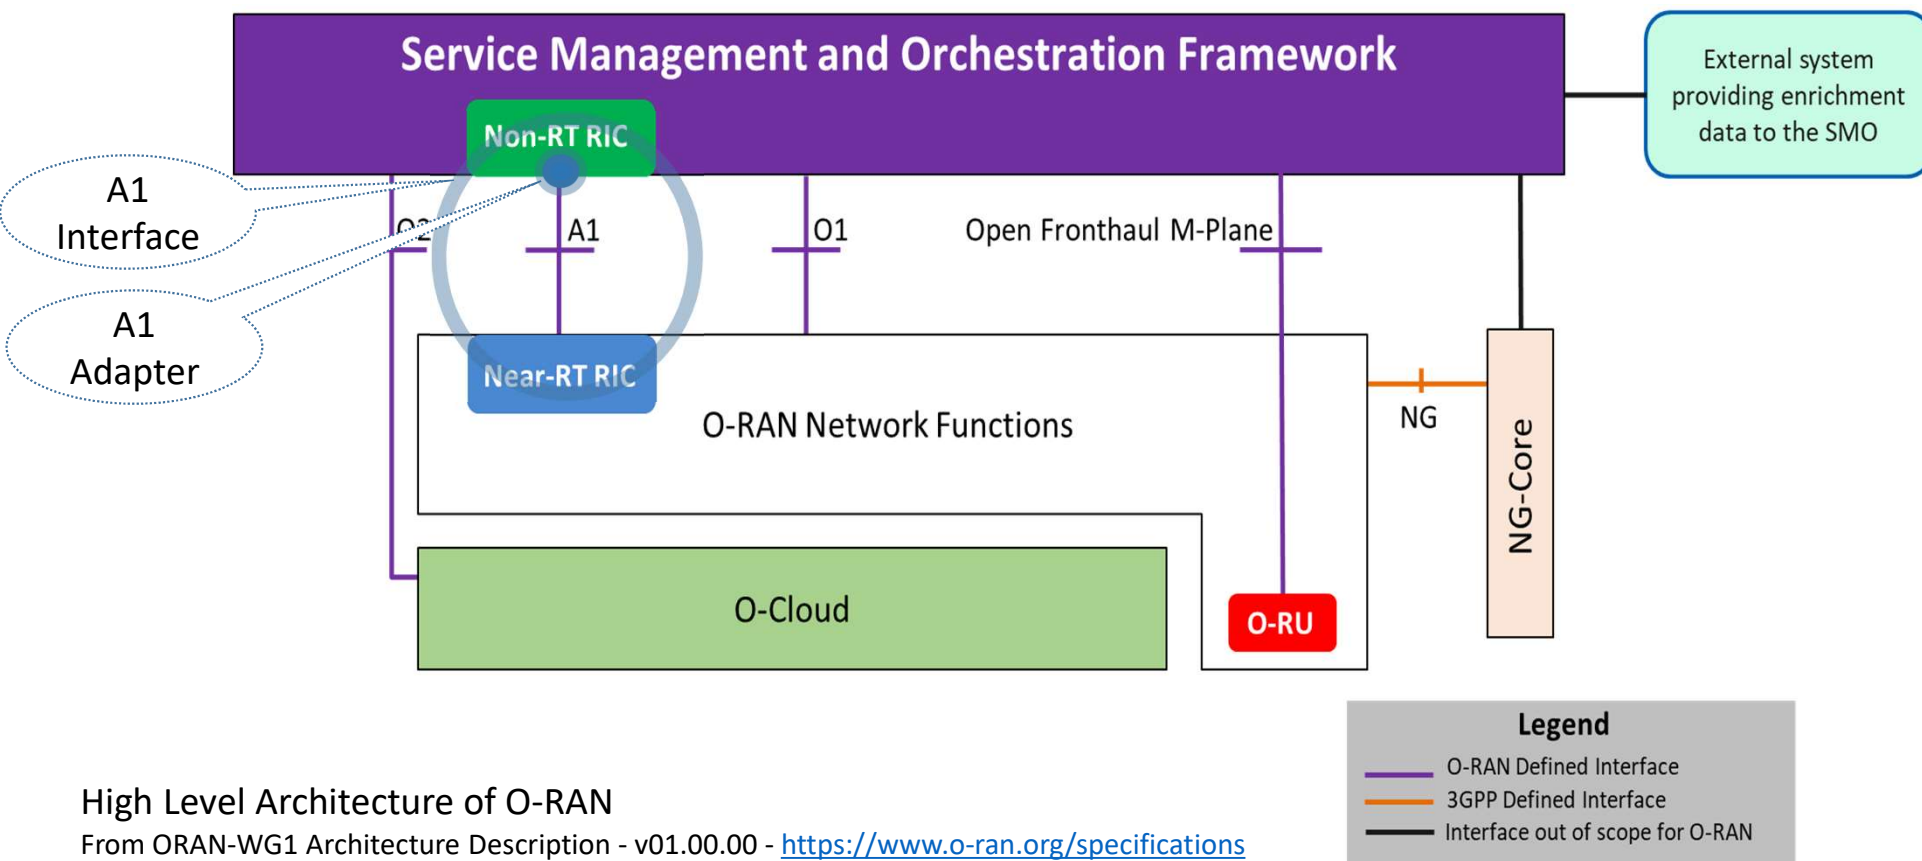 Service Management and Orchestration Framework
External system
providing enrichment
data to the SMO
Non-RT RIC
A1
Interface
O2
A1
O1
Open Fronthaul M-Plane
A1
Adapter
Near-RT RIC
O-RAN Network Functions
NG
NG-Core
O-Cloud
O-RU
Legend
O-RAN Defined Interface
3GPP Defined Interface
Interface out of scope for O-RAN
High Level Architecture of O-RAN
From ORAN-WG1 Architecture Description - v01.00.00 - https://www.o-ran.org/specifications